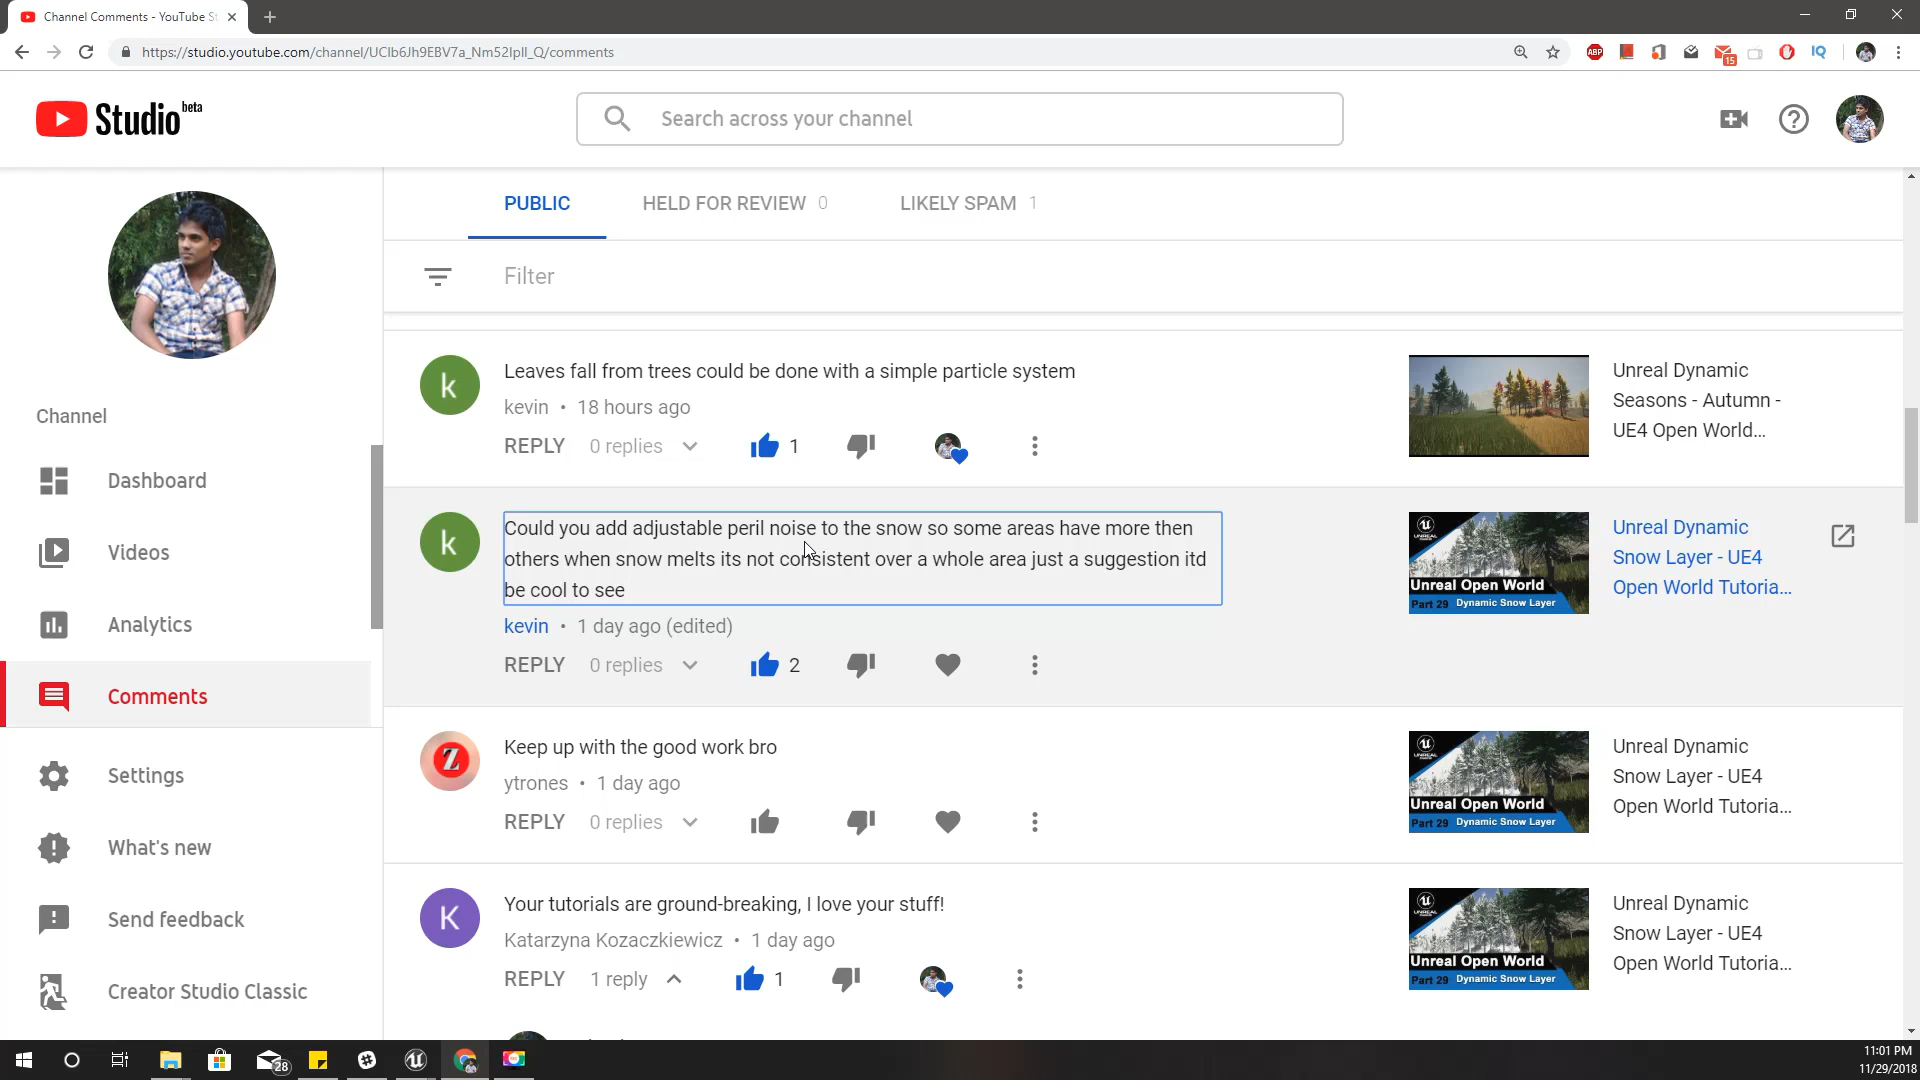 Channel Comments - YouTube St
https://studio.youtube.com/channel/UCIb6Jh9EBV7a_Nm52IpIl_Q/comments
ABP
15
IQ
Studio beta
Search across your channel
PUBLIC
HELD FOR REVIEW 0
LIKELY SPAM 1
Filter
Channel
Dashboard
Videos
Analytics
Comments
Settings
What's new
Send feedback
Creator Studio Classic
k
Leaves fall from trees could be done with a simple particle system
kevin • 18 hours ago
REPLY 0 replies 1
Unreal Dynamic
Seasons - Autumn -
UE4 Open World...
k
Could you add adjustable peril noise to the snow so some areas have more then
others when snow melts its not consistent over a whole area just a suggestion itd
be cool to see
kevin • 1 day ago (edited)
REPLY 0 replies 2
Unreal Open World
Part 29 Dynamic Snow Layer
Unreal Dynamic
Snow Layer - UE4
Open World Tutoria...
Z
Keep up with the good work bro
ytrones • 1 day ago
REPLY 0 replies
Unreal Open World
Part 29 Dynamic Snow Layer
Unreal Dynamic
Snow Layer - UE4
Open World Tutoria...
K
Your tutorials are ground-breaking, I love your stuff!
Katarzyna Kozaczkiewicz • 1 day ago
REPLY 1 reply 1
Unreal Open World
Part 29 Dynamic Snow Layer
Unreal Dynamic
Snow Layer - UE4
Open World Tutoria...
28
11:01 PM
11/29/2018